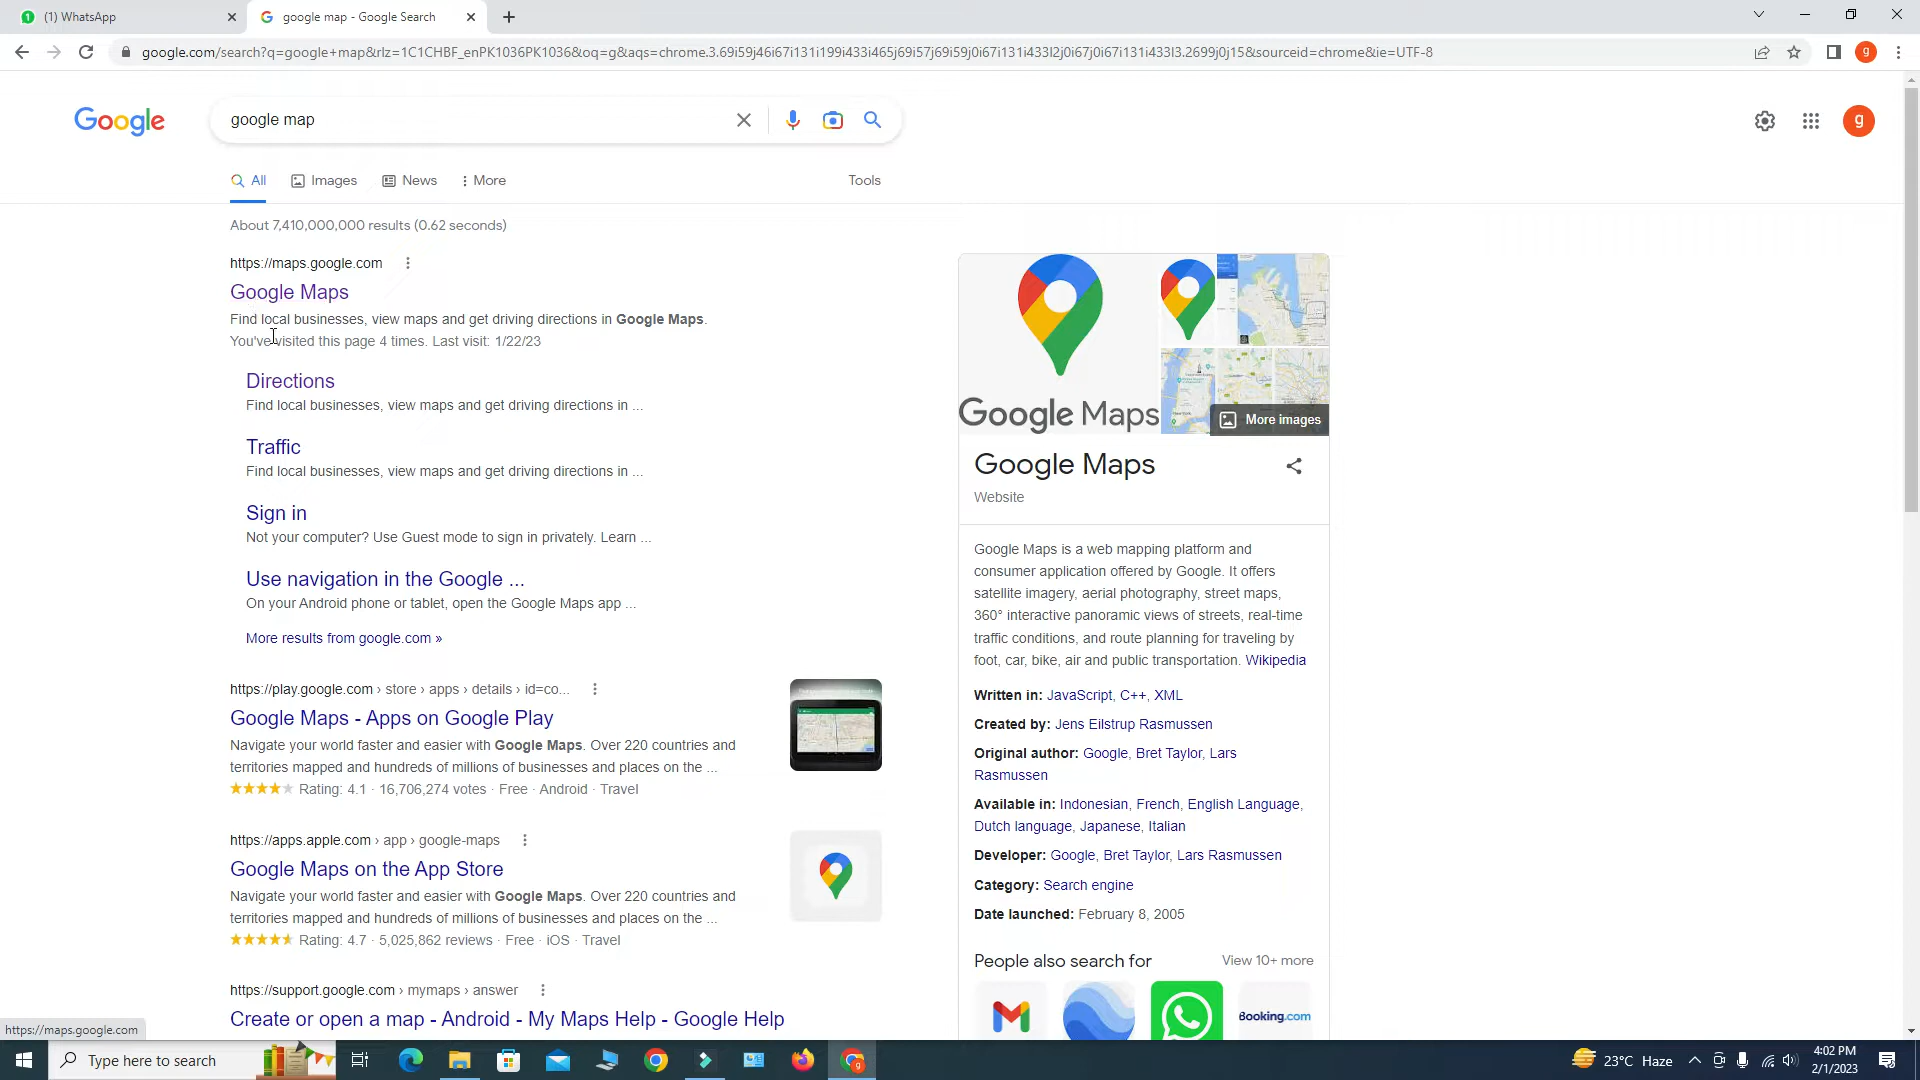 (1) WhatsApp
google map - Google Search
google.com/search?q=google+map&rlz=1C1CHBF_enPK1036PK1036&oq=g&aqs=chrome.3.69i59j46i67i131i199i433i465j69i57j69i59j0i67i131i433l2j0i67j0i67i131i433l3.2699j0j15&sourceid=chrome&ie=UTF-8
g
Google
google map
g
All
Images
News
More
Tools
About 7,410,000,000 results (0.62 seconds)
https://maps.google.com
Google Maps
Find local businesses, view maps and get driving directions in Google Maps.
You've visited this page 4 times. Last visit: 1/22/23
Directions
Find local businesses, view maps and get driving directions in ...
Traffic
Find local businesses, view maps and get driving directions in ...
Sign in
Not your computer? Use Guest mode to sign in privately. Learn ...
Use navigation in the Google ...
On your Android phone or tablet, open the Google Maps app ...
More results from google.com »
https://play.google.com › store › apps › details › id=co...
Google Maps - Apps on Google Play
Navigate your world faster and easier with Google Maps. Over 220 countries and
territories mapped and hundreds of millions of businesses and places on the ...
Rating: 4.1 · 16,706,274 votes · Free · Android · Travel
https://apps.apple.com › app › google-maps
Google Maps on the App Store
Navigate your world faster and easier with Google Maps. Over 220 countries and
territories mapped and hundreds of millions of businesses and places on the ...
Rating: 4.7 · 5,025,862 reviews · Free · iOS · Travel
https://support.google.com › mymaps › answer
Create or open a map - Android - My Maps Help - Google Help
Google Maps
More images
Google Maps
Website
Google Maps is a web mapping platform and
consumer application offered by Google. It offers
satellite imagery, aerial photography, street maps,
360° interactive panoramic views of streets, real-time
traffic conditions, and route planning for traveling by
foot, car, bike, air and public transportation. Wikipedia
Written in: JavaScript, C++, XML
Created by: Jens Eilstrup Rasmussen
Original author: Google, Bret Taylor, Lars
Rasmussen
Available in: Indonesian, French, English Language,
Dutch language, Japanese, Italian
Developer: Google, Bret Taylor, Lars Rasmussen
Category: Search engine
Date launched: February 8, 2005
People also search for
View 10+ more
Booking.com
https://maps.google.com
Type here to search
23°C Haze
4:02 PM
2/1/2023